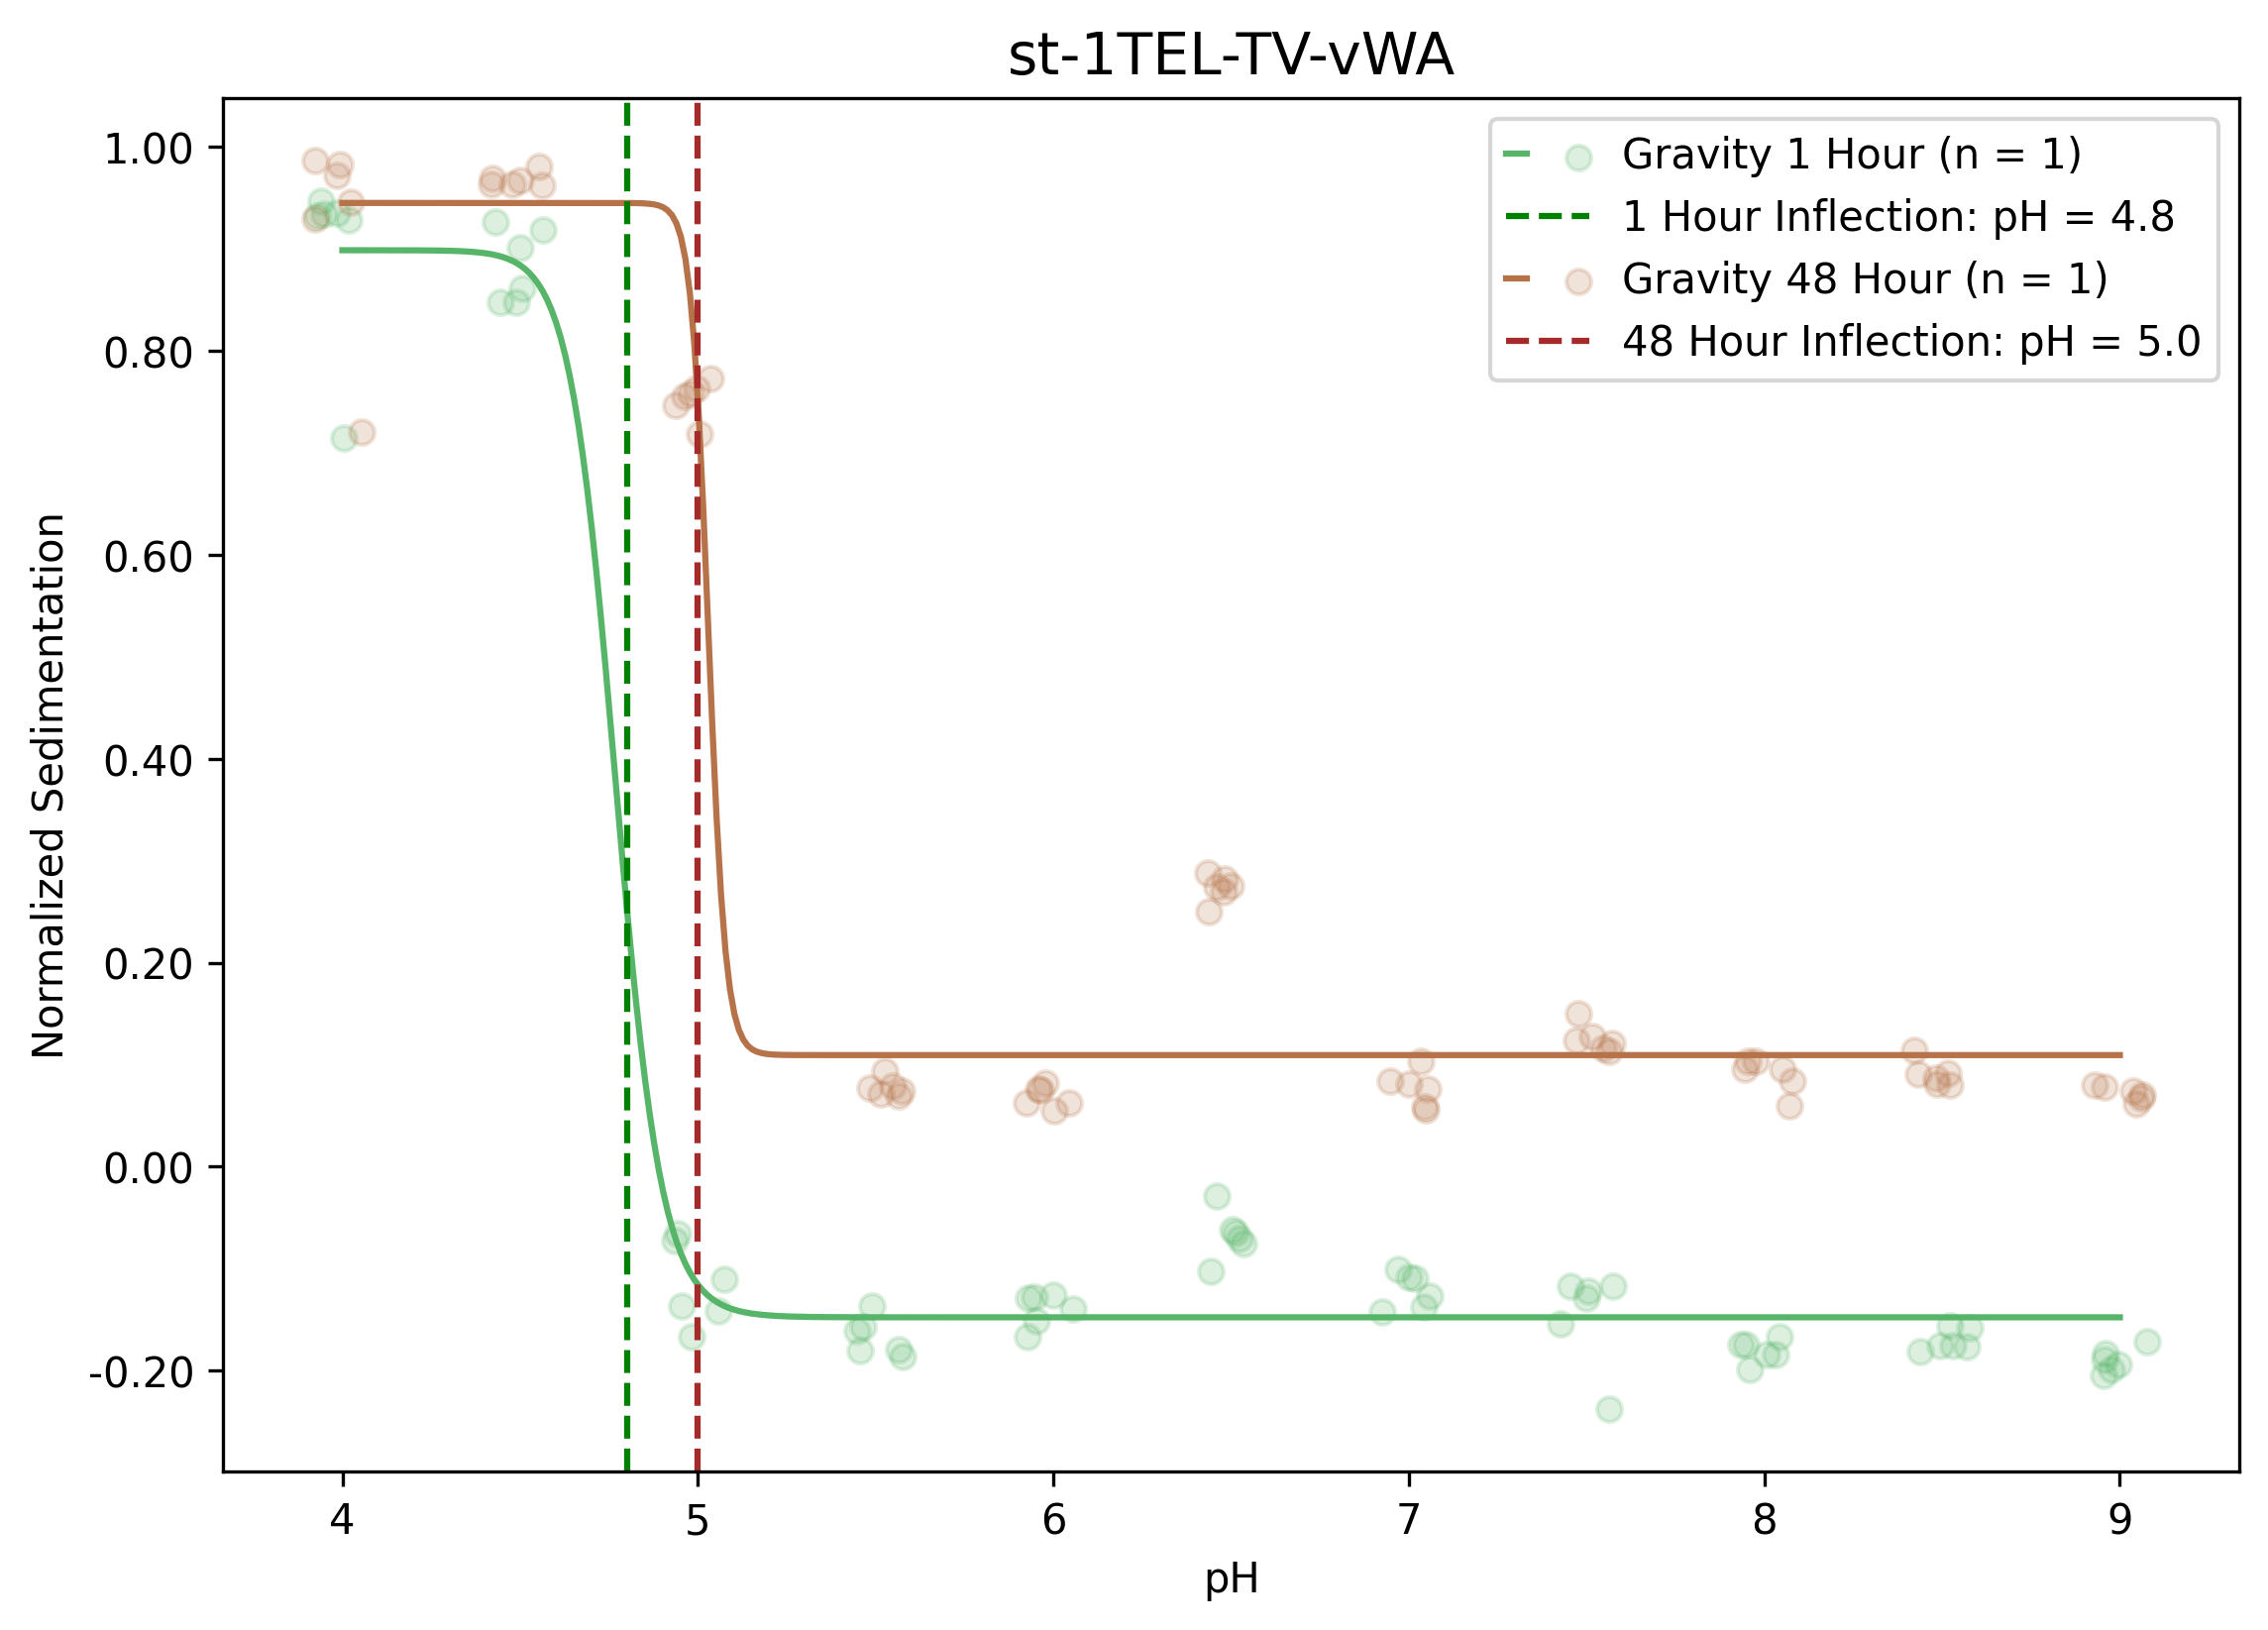 st-1TEL-TV-vWA
Gravity 1 Hour (n = 1)
1 Hour Inflection: pH = 4.8
Gravity 48 Hour (n = 1)
48 Hour Inflection: pH = 5.0
Normalized Sedimentation
1.00
0.80
0.60
0.40
0.20
0.00
-0.20
4 5 6 7 8 9
pH